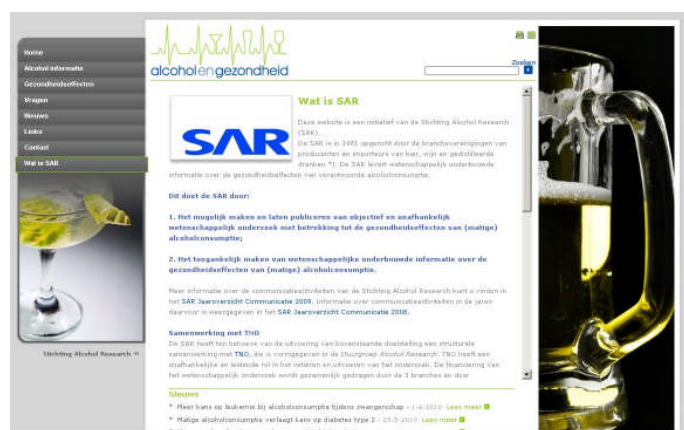 Home
Alcohol informatie
Gezondheidseffecten
Vragen
Nieuws
Links
Contact
Wat is SAR
Stichting Alcohol Research
alcoholengezondheid
Zoeken
Wat is SAR
SAR
Deze website is een initiatief van de Stichting Alcohol Research
(SAR).
De SAR is in 1981 opgericht door de brancheverenigingen van
producenten en importeurs van bier, wijn en gedistilleerde
dranken *). De SAR levert wetenschappelijk onderbouwde
informatie over de gezondheidseffecten van verantwoorde alcoholconsumptie.
Dit doet de SAR door:
1. Het mogelijk maken en laten publiceren van objectief en onafhankelijk
wetenschappelijk onderzoek met betrekking tot de gezondheidseffecten van (matige)
alcoholconsumptie;
2. Het toegankelijk maken van wetenschappelijke onderbouwde informatie over de
gezondheidseffecten van (matige) alcoholconsumptie.
Meer informatie over de communicatieactiviteiten van de Stichting Alcohol Research kunt u vinden in
het SAR Jaaroverzicht Communicatie 2009. Informatie over communicatieactiviteiten in de jaren
daarvoor is weergegeven in het SAR Jaaroverzicht Communicatie 2008.
Samenwerking met TNO
De SAR heeft ten behoeve van de uitvoering van bovenstaande doelstelling een structurele
samenwerking met TNO, die is vormgegeven in de Stuurgroep Alcohol Research. TNO heeft een
onafhankelijke en leidende rol in het initiëren en uitvoeren van het onderzoek. De financiering van
het wetenschappelijk onderzoek wordt gezamenlijk gedragen door de 3 branches en door
Nieuws
* Meer kans op leukemie bij alcoholconsumptie tijdens zwangerschap - 1-6-2010 Lees meer
* Matige alcoholconsumptie verlaagt kans op diabetes type 2 - 25-5-2010 Lees meer